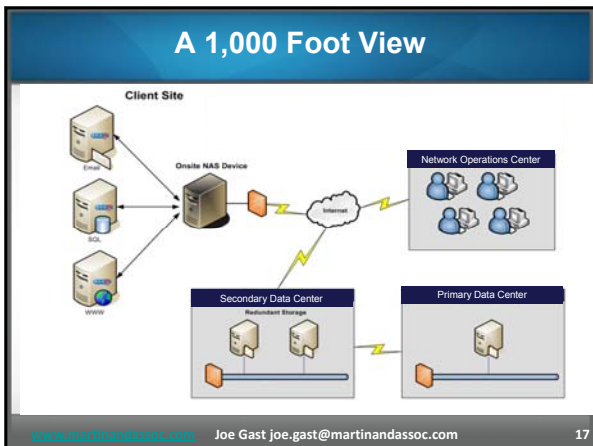 A 1,000 Foot View
Client Site
Email
Onsite NAS Device
SQL
WWW
Internet
Network Operations Center
Secondary Data Center
Redundant Storage
Primary Data Center
www.martinandassoc.com Joe Gast joe.gast@martinandassoc.com 17